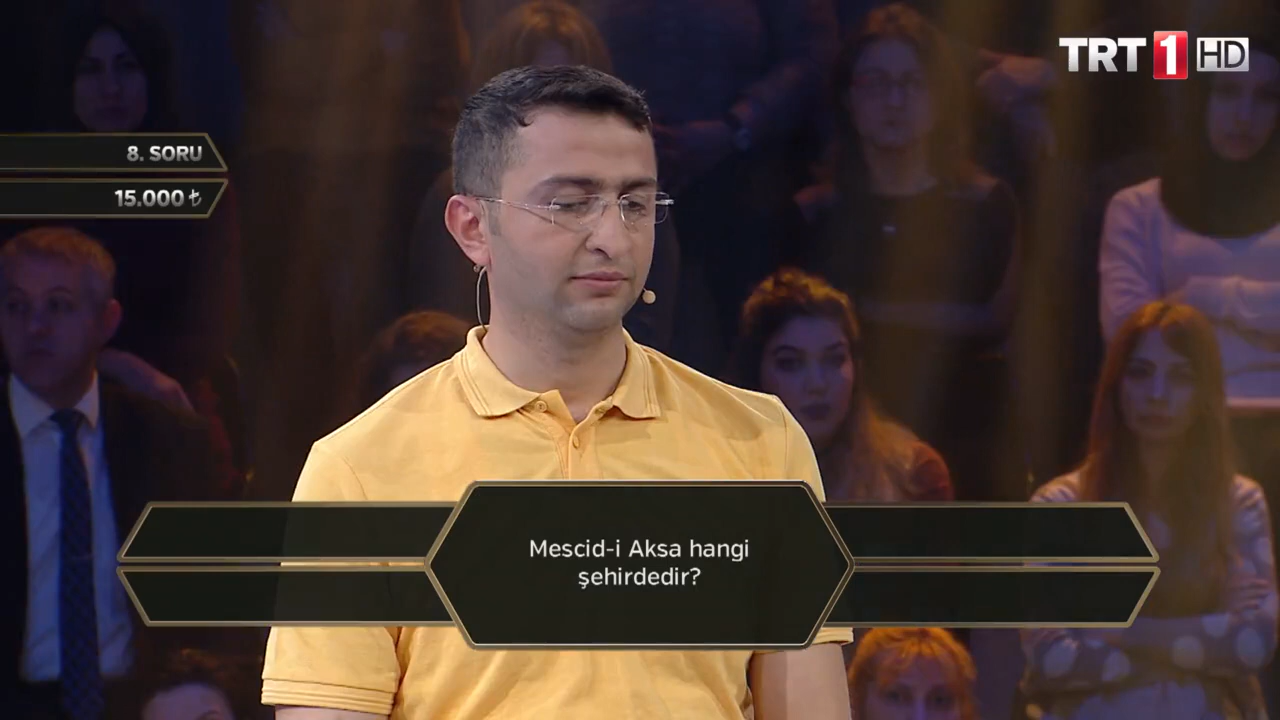 TRT 1 HD
8. SORU
15.000 ₺
Mescid-i Aksa hangi
şehirdedir?